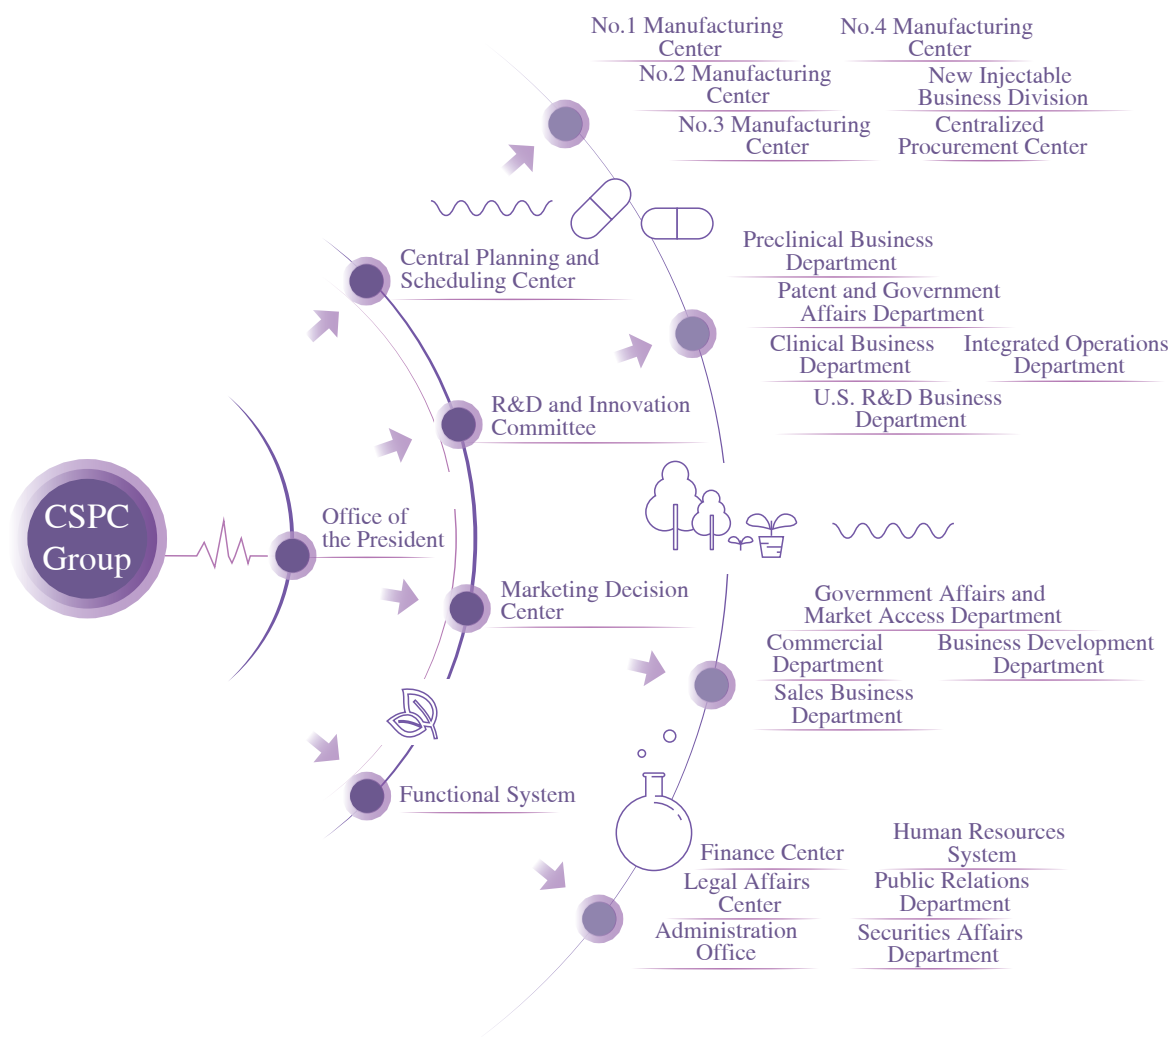 CSPC
Group
Office of
the President
Central Planning and
Scheduling Center
R&D and Innovation
Committee
Marketing Decision
Center
Functional System
No.1 Manufacturing
Center
No.4 Manufacturing
Center
No.2 Manufacturing
Center
New Injectable
Business Division
No.3 Manufacturing
Center
Centralized
Procurement Center
Preclinical Business
Department
Patent and Government
Affairs Department
Clinical Business
Department
Integrated Operations
Department
U.S. R&D Business
Department
Government Affairs and
Market Access Department
Commercial
Department
Business Development
Department
Sales Business
Department
Finance Center
Human Resources
System
Legal Affairs
Center
Public Relations
Department
Administration
Office
Securities Affairs
Department